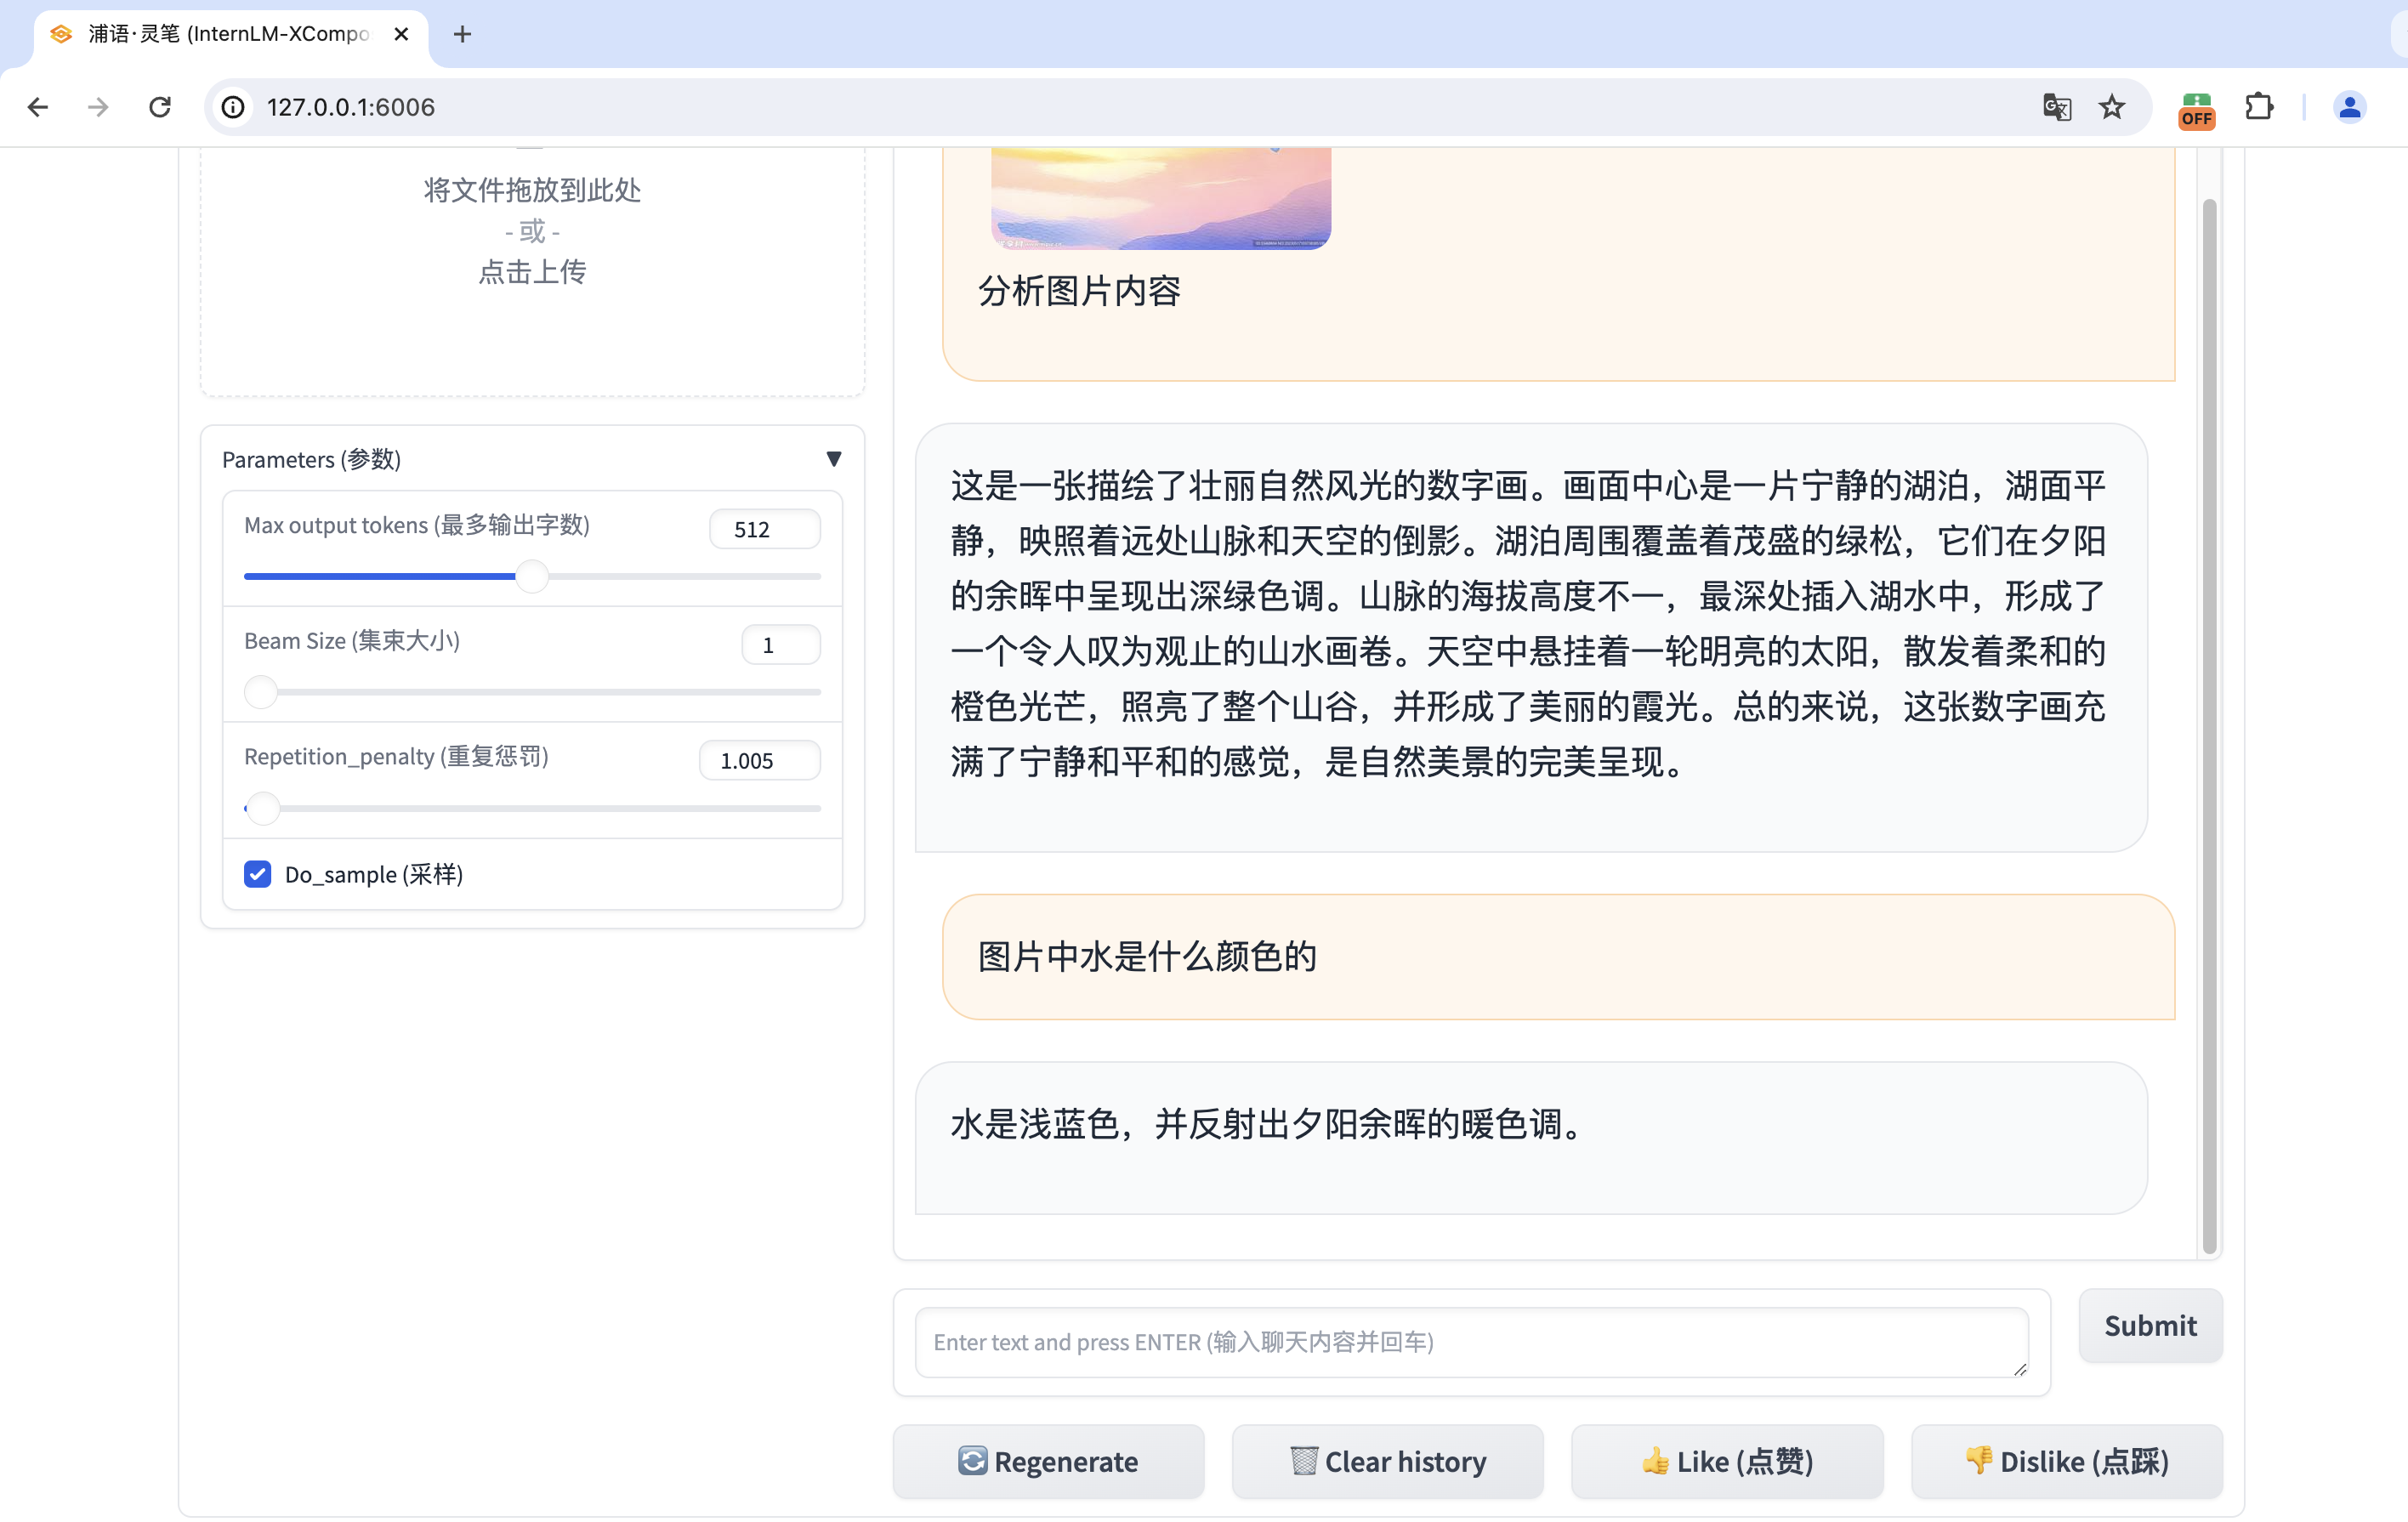 浦语·灵笔 (InternLM-XCompo
127.0.0.1:6006
OFF
将文件拖放到此处
- 或 -
点击上传
Parameters (参数)
Max output tokens (最多输出字数)
512
Beam Size (集束大小)
1
Repetition_penalty (重复惩罚)
1.005
Do_sample (采样)
分析图片内容
这是一张描绘了壮丽自然风光的数字画。画面中心是一片宁静的湖泊，湖面平
静，映照着远处山脉和天空的倒影。湖泊周围覆盖着茂盛的绿松，它们在夕阳
的余晖中呈现出深绿色调。山脉的海拔高度不一，最深处插入湖水中，形成了
一个令人叹为观止的山水画卷。天空中悬挂着一轮明亮的太阳，散发着柔和的
橙色光芒，照亮了整个山谷，并形成了美丽的霞光。总的来说，这张数字画充
满了宁静和平和的感觉，是自然美景的完美呈现。
图片中水是什么颜色的
水是浅蓝色，并反射出夕阳余晖的暖色调。
Enter text and press ENTER (输入聊天内容并回车)
Submit
Regenerate
Clear history
Like (点赞)
Dislike (点踩)